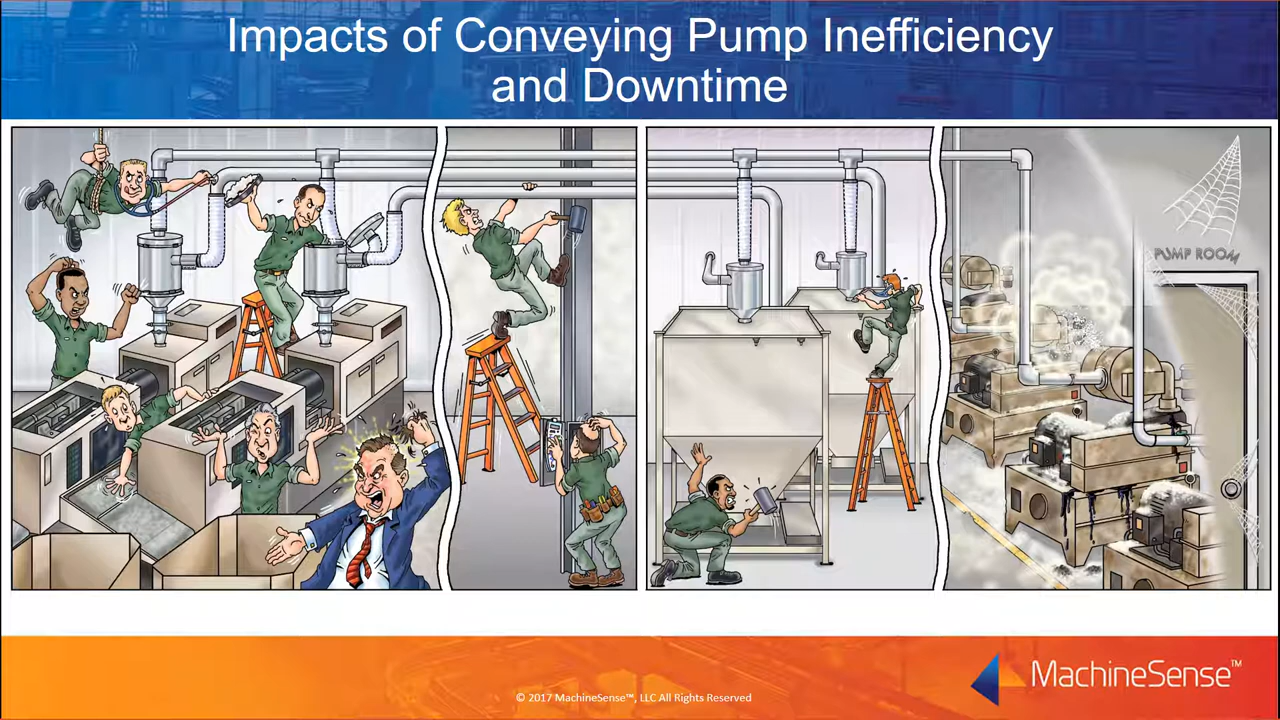 Impacts of Conveying Pump Inefficiency
and Downtime
PUMP ROOM
MachineSense™
© 2017 MachineSense™, LLC All Rights Reserved